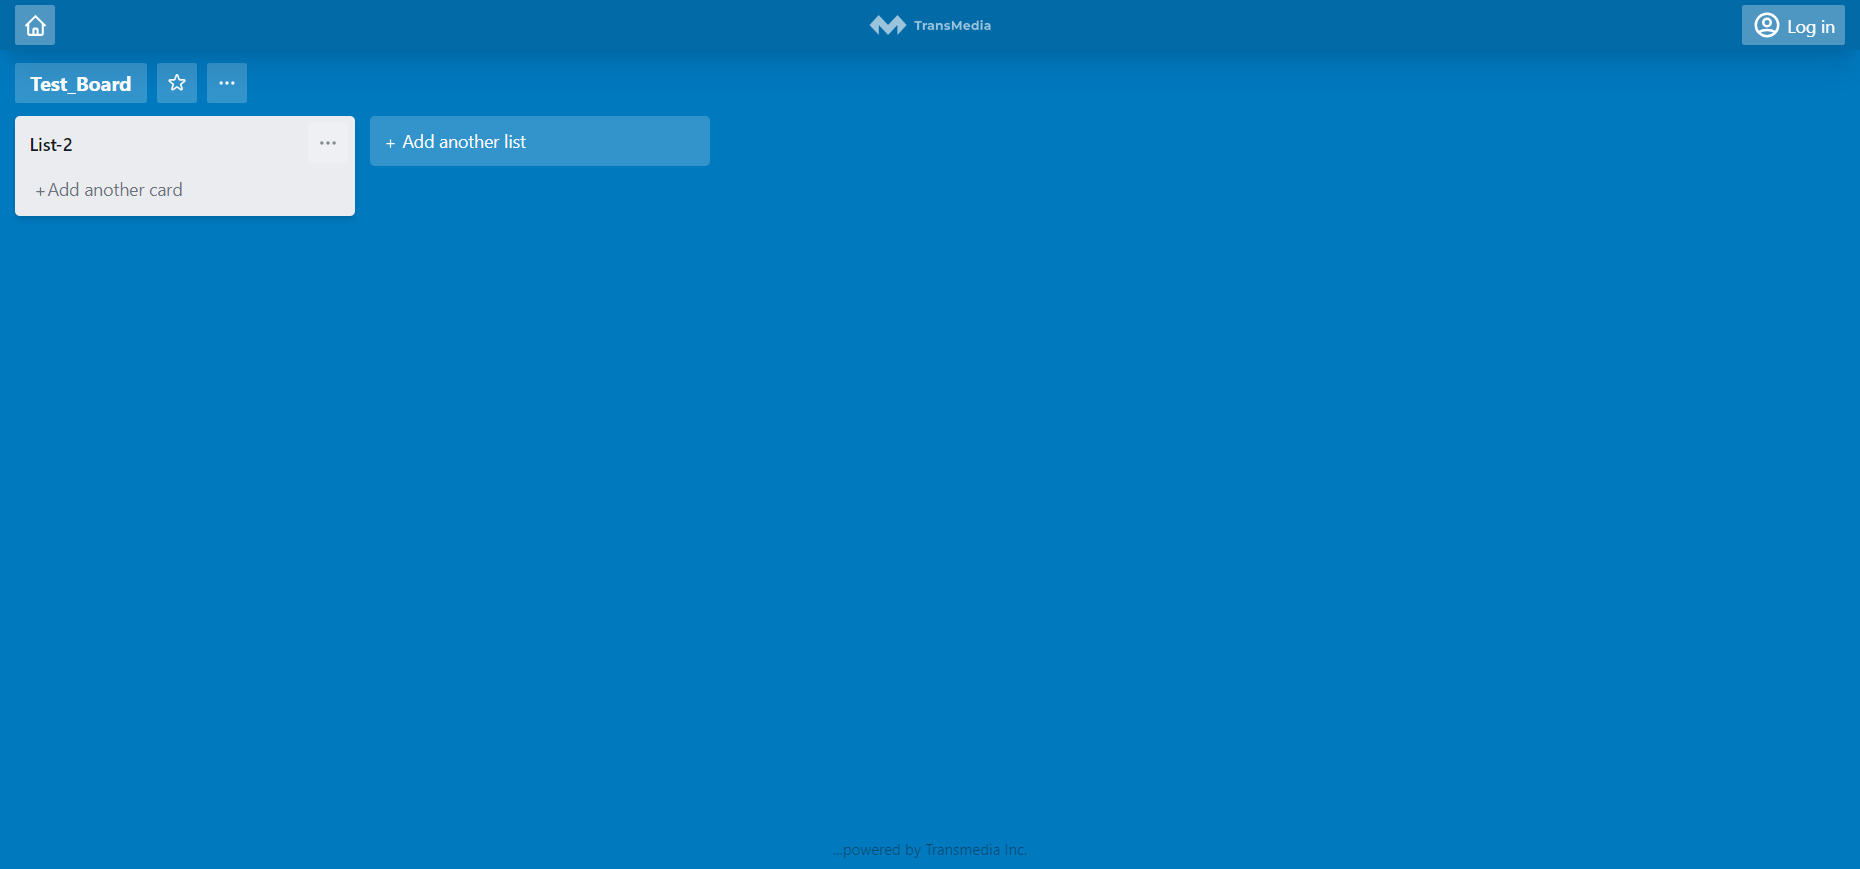 TransMedia
Log in
Test_Board
List-2
+ Add another list
+ Add another card
...powered by Transmedia Inc.